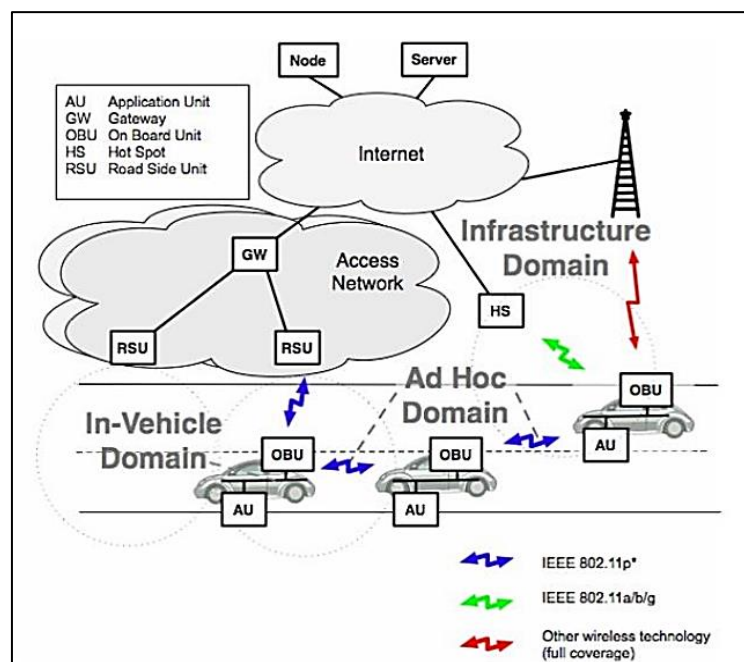 Node
Server
AU Application Unit
GW Gateway
OBU On Board Unit
HS Hot Spot
RSU Road Side Unit
Internet
Infrastructure
Domain
GW
Access
Network
HS
RSU
RSU
Ad Hoc
Domain
OBU
In-Vehicle
Domain
OBU
OBU
AU
AU
AU
IEEE 802.11p*
IEEE 802.11a/b/g
Other wireless technology
(full coverage)